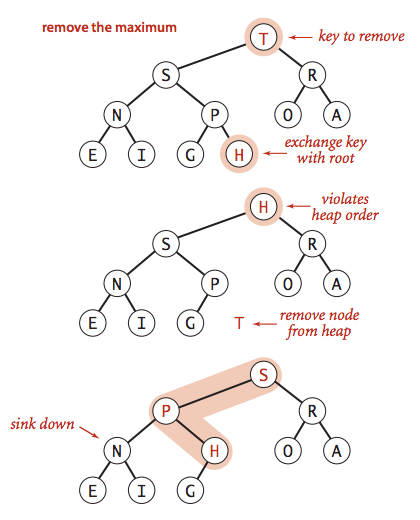 remove the maximum
T
key to remove
S
R
N
P
O
A
E
I
G
H
exchange key
with root
H
violates
heap order
S
R
N
P
O
A
E
I
G
T
remove node
from heap
S
P
R
sink down
N
H
O
A
E
I
G